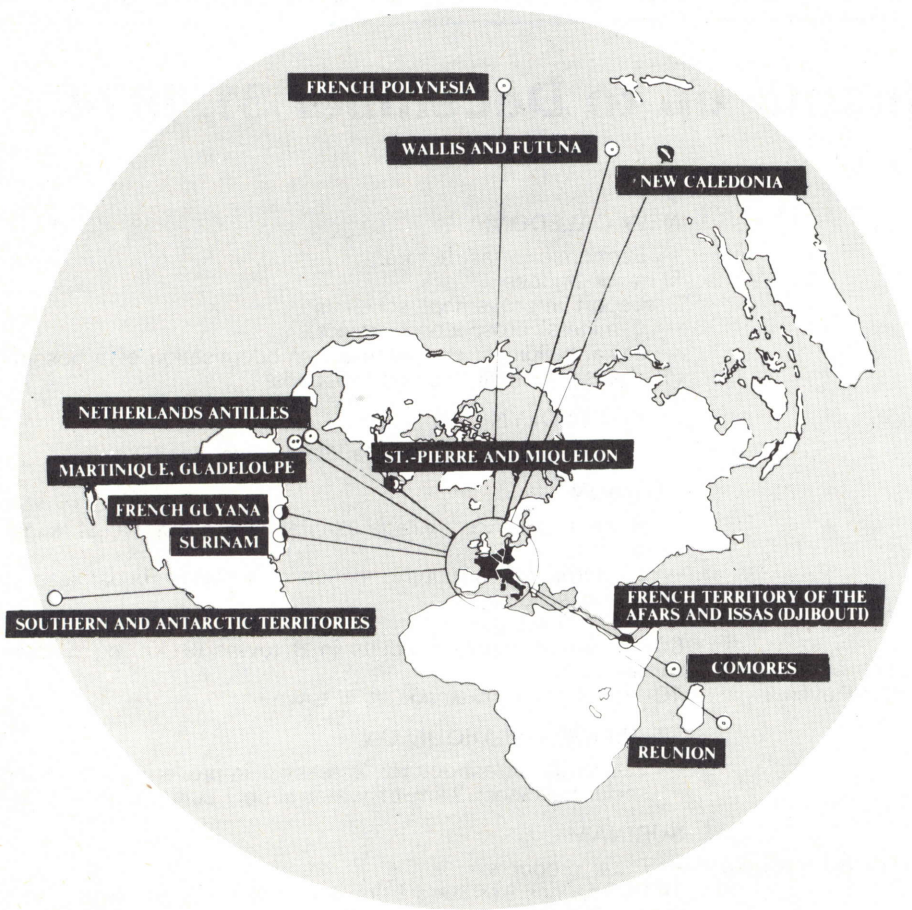 FRENCH POLYNESIA
WALLIS AND FUTUNA
NEW CALEDONIA
NETHERLANDS ANTILLES
ST.-PIERRE AND MIQUELON
MARTINIQUE, GUADELOUPE
FRENCH GUYANA
SURINAM
FRENCH TERRITORY OF THE
AFARS AND ISSAS (DJIBOUTI)
SOUTHERN AND ANTARCTIC TERRITORIES
COMORES
REUNION